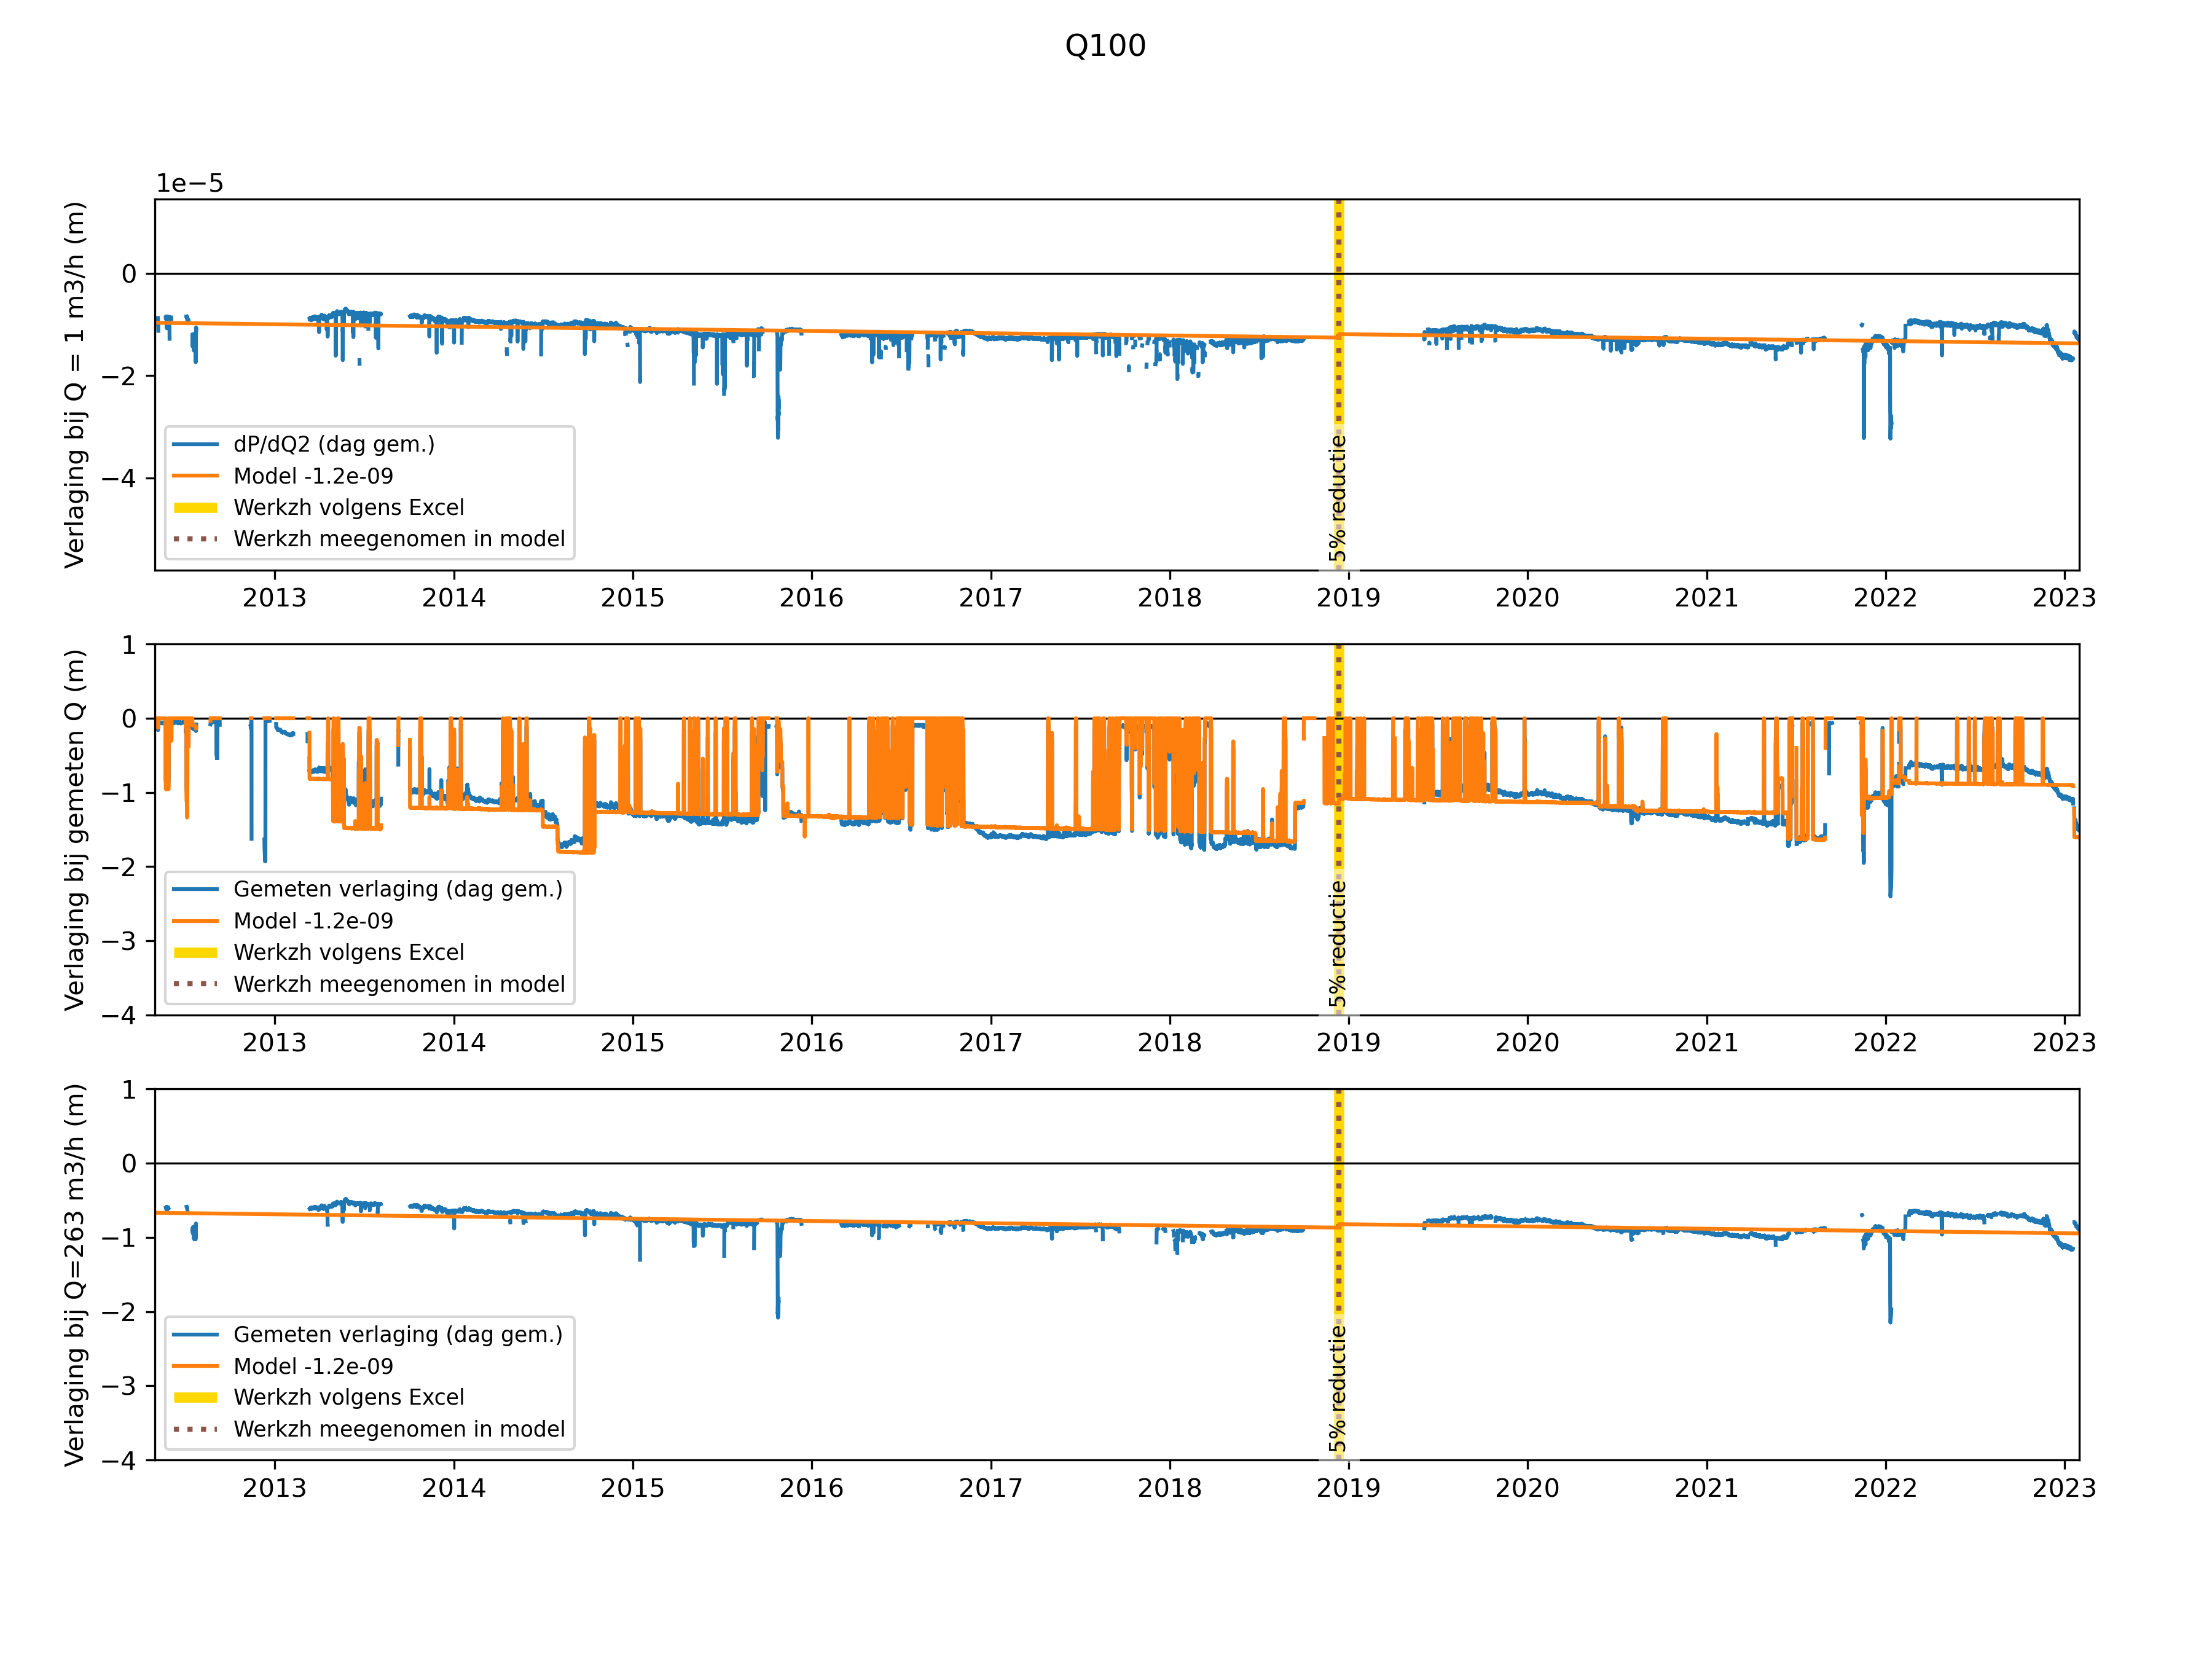 Q100
1e−5
Verlaging bij Q = 1 m3/h (m)
0
−2
−4
dP/dQ2 (dag gem.)
Model -1.2e-09
Werkzh volgens Excel
Werkzh meegenomen in model
5% reductie
2013 2014 2015 2016 2017 2018 2019 2020 2021 2022 2023
Verlaging bij gemeten Q (m)
1
0
−1
−2
−3
−4
Gemeten verlaging (dag gem.)
Model -1.2e-09
Werkzh volgens Excel
Werkzh meegenomen in model
5% reductie
2013 2014 2015 2016 2017 2018 2019 2020 2021 2022 2023
Verlaging bij Q=263 m3/h (m)
1
0
−1
−2
−3
−4
Gemeten verlaging (dag gem.)
Model -1.2e-09
Werkzh volgens Excel
Werkzh meegenomen in model
5% reductie
2013 2014 2015 2016 2017 2018 2019 2020 2021 2022 2023